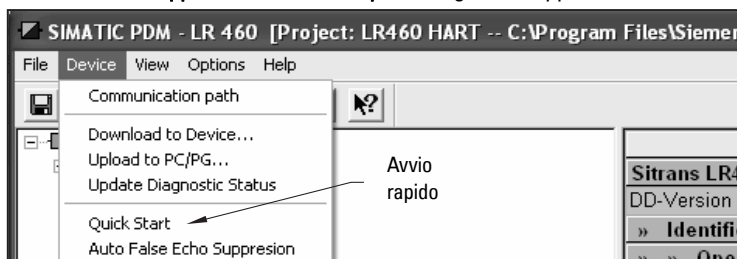 SIMATIC PDM - LR 460 [Project: LR460 HART -- C:\Program Files\Siemen
File Device View Options Help
Communication path
Download to Device...
Upload to PC/PG...
Update Diagnostic Status
Quick Start
Auto False Echo Suppresion
Avvio
rapido
Sitrans LR4
DD-Version
» Identifi
» » Ope